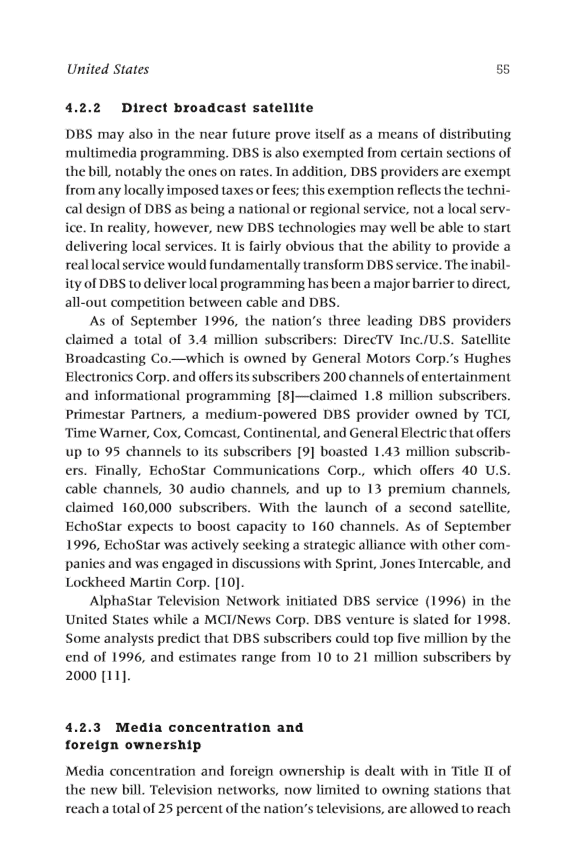 United States 55
4.2.2 Direct broadcast satellite
DBS may also in the near future prove itself as a means of distributing
multimedia programming. DBS is also exempted from certain sections of
the bill, notably the ones on rates. In addition, DBS providers are exempt
from any locally imposed taxes or fees; this exemption reflects the techni-
cal design of DBS as being a national or regional service, not a local serv-
ice. In reality, however, new DBS technologies may well be able to start
delivering local services. It is fairly obvious that the ability to provide a
real local service would fundamentally transform DBS service. The inabil-
ity of DBS to deliver local programming has been a major barrier to direct,
all-out competition between cable and DBS.
As of September 1996, the nation's three leading DBS providers
claimed a total of 3.4 million subscribers: DirecTV Inc./U.S. Satellite
Broadcasting Co.—which is owned by General Motors Corp.'s Hughes
Electronics Corp. and offers its subscribers 200 channels of entertainment
and informational programming [8]—claimed 1.8 million subscribers.
Primestar Partners, a medium-powered DBS provider owned by TCI,
Time Warner, Cox, Comcast, Continental, and General Electric that offers
up to 95 channels to its subscribers [9] boasted 1.43 million subscrib-
ers. Finally, EchoStar Communications Corp., which offers 40 U.S.
cable channels, 30 audio channels, and up to 13 premium channels,
claimed 160,000 subscribers. With the launch of a second satellite,
EchoStar expects to boost capacity to 160 channels. As of September
1996, EchoStar was actively seeking a strategic alliance with other com-
panies and was engaged in discussions with Sprint, Jones Intercable, and
Lockheed Martin Corp. [10].
AlphaStar Television Network initiated DBS service (1996) in the
United States while a MCI/News Corp. DBS venture is slated for 1998.
Some analysts predict that DBS subscribers could top five million by the
end of 1996, and estimates range from 10 to 21 million subscribers by
2000 [11].
4.2.3 Media concentration and
foreign ownership
Media concentration and foreign ownership is dealt with in Title II of
the new bill. Television networks, now limited to owning stations that
reach a total of 25 percent of the nation's televisions, are allowed to reach